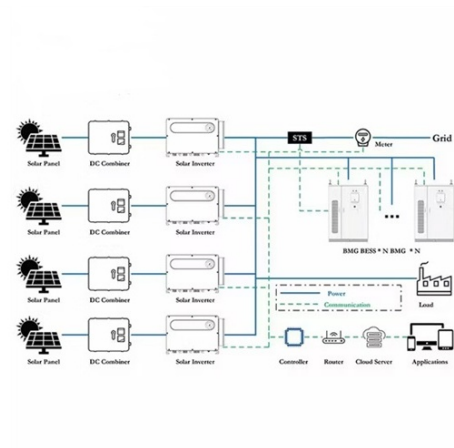 STS
Meter
Grid
Solar Panel DC Combiner Solar Inverter
Solar Panel DC Combiner Solar Inverter
BMG BESS * N BMG * N
Solar Panel DC Combiner Solar Inverter
Power
Communication
Load
Solar Panel DC Combiner Solar Inverter
Controller Router Cloud Server Applications